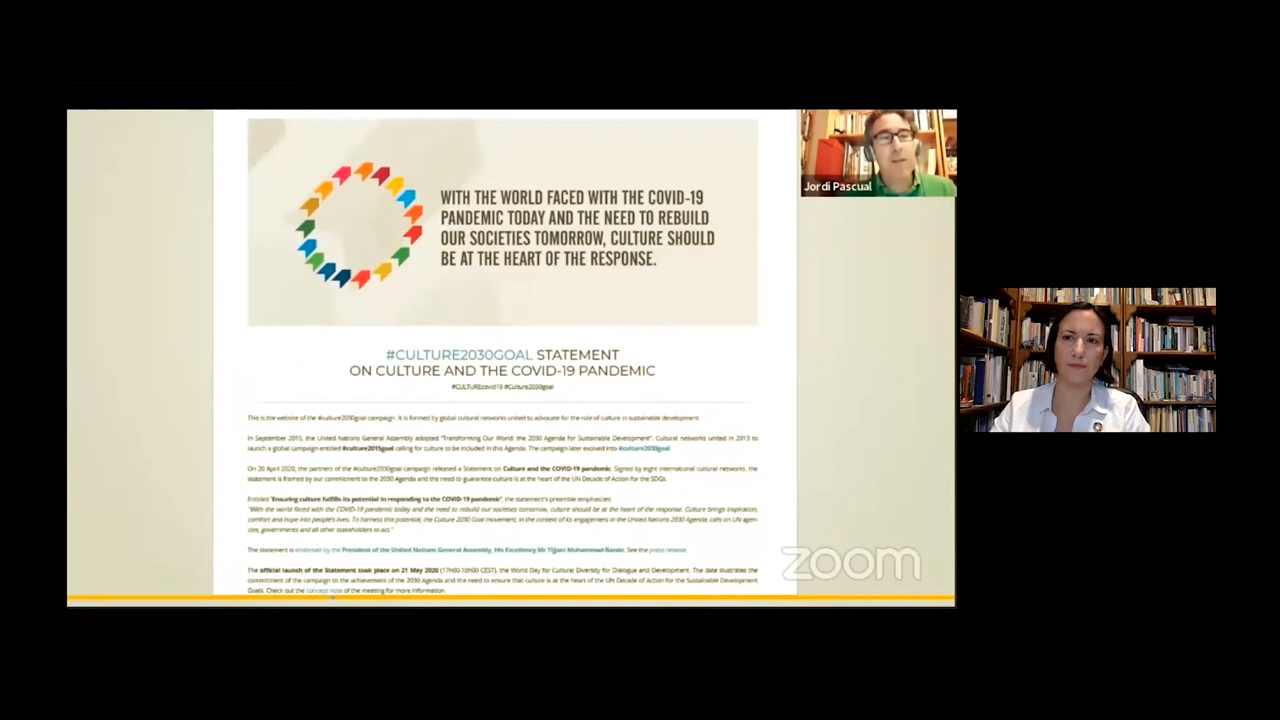 WITH THE WORLD FACED WITH THE COVID-19
PANDEMIC TODAY AND THE NEED TO REBUILD
OUR SOCIETIES TOMORROW, CULTURE SHOULD
BE AT THE HEART OF THE RESPONSE.
Jordi Pascual
#CULTURE2030GOAL STATEMENT
ON CULTURE AND THE COVID-19 PANDEMIC
#CULTUREcovid19 #Culture2030goal
This is the website of the #culture2030goal campaign. It is formed by global cultural networks united to advocate for the role of culture in sustainable development.
In September 2015, the United Nations General Assembly adopted "Transforming Our World: the 2030 Agenda for Sustainable Development". Cultural networks united in 2013 to
launch a global campaign entitled #culture2015goal calling for culture to be included in this Agenda. The campaign later evolved into #culture2030goal.
On 20 April 2020, the partners of the #culture2030goal campaign released a Statement on Culture and the COVID-19 pandemic. Signed by eight international cultural networks, the
statement is framed by our commitment to the 2030 Agenda and the need to guarantee culture is at the heart of the UN Decade of Action for the SDGs.
Entitled "Ensuring culture fulfills its potential in responding to the COVID-19 pandemic", the statement's preamble emphasizes:
"With the world faced with the COVID-19 pandemic today and the need to rebuild our societies tomorrow, culture should be at the heart of the response. Culture brings inspiration,
comfort and hope into people's lives. To harness this potential, the Culture 2030 Goal movement, in the context of its engagement in the United Nations 2030 Agenda, calls on UN agen-
cies, governments and all other stakeholders to act."
The statement is endorsed by the President of the United Nations General Assembly, His Excellency Mr Tijjani Muhammad-Bande. See the press release.
The official launch of the Statement took place on 21 May 2020 (17h00-18h00 CEST), the World Day for Cultural Diversity for Dialogue and Development. The date illustrates the
commitment of the campaign to the achievement of the 2030 Agenda and the need to ensure that culture is at the heart of the UN Decade of Action for the Sustainable Development
Goals. Check out the concept note of the meeting for more information.
zoom